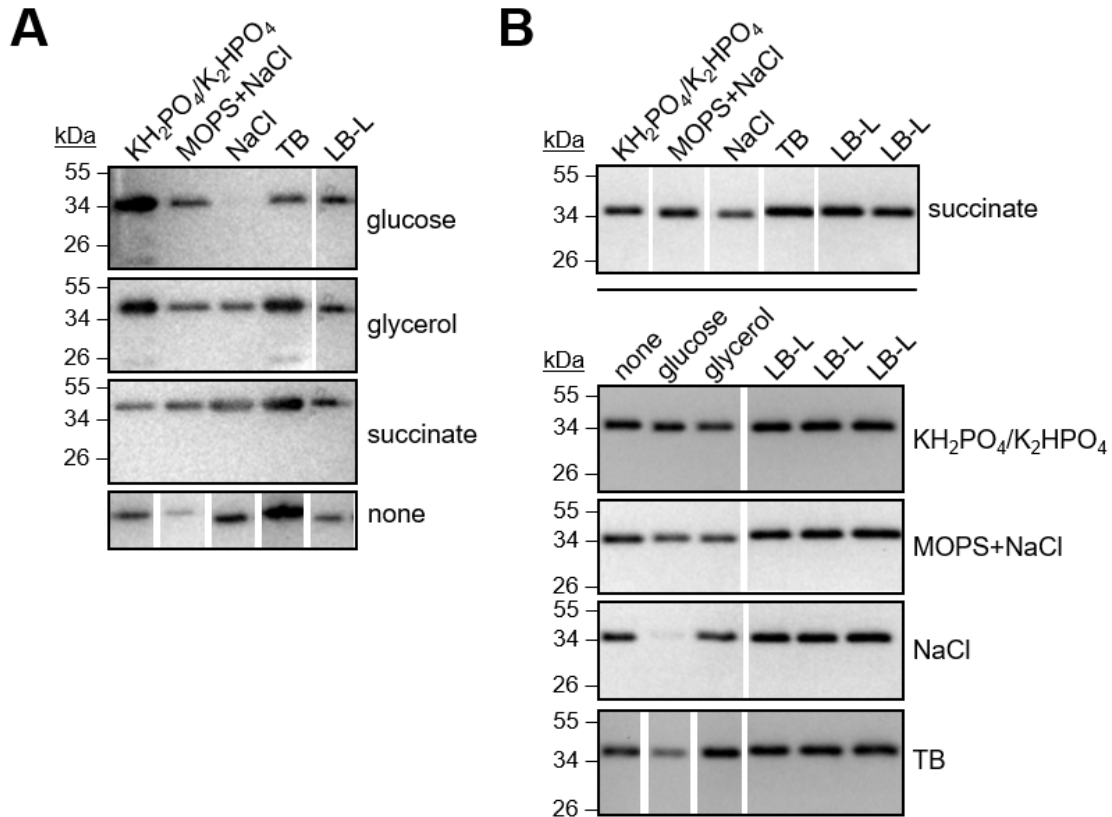 A
KH₂PO₄/K₂HPO₄
MOPS+NaCl
NaCl
TB
LB-L
kDa
55
34
26
glucose
55
34
26
glycerol
55
34
26
succinate
none
B
KH₂PO₄/K₂HPO₄
MOPS+NaCl
NaCl
TB
LB-L
LB-L
kDa
55
34
26
succinate
none
glucose
glycerol
LB-L
LB-L
LB-L
kDa
55
34
26
KH₂PO₄/K₂HPO₄
55
34
26
MOPS+NaCl
55
34
26
NaCl
55
34
26
TB